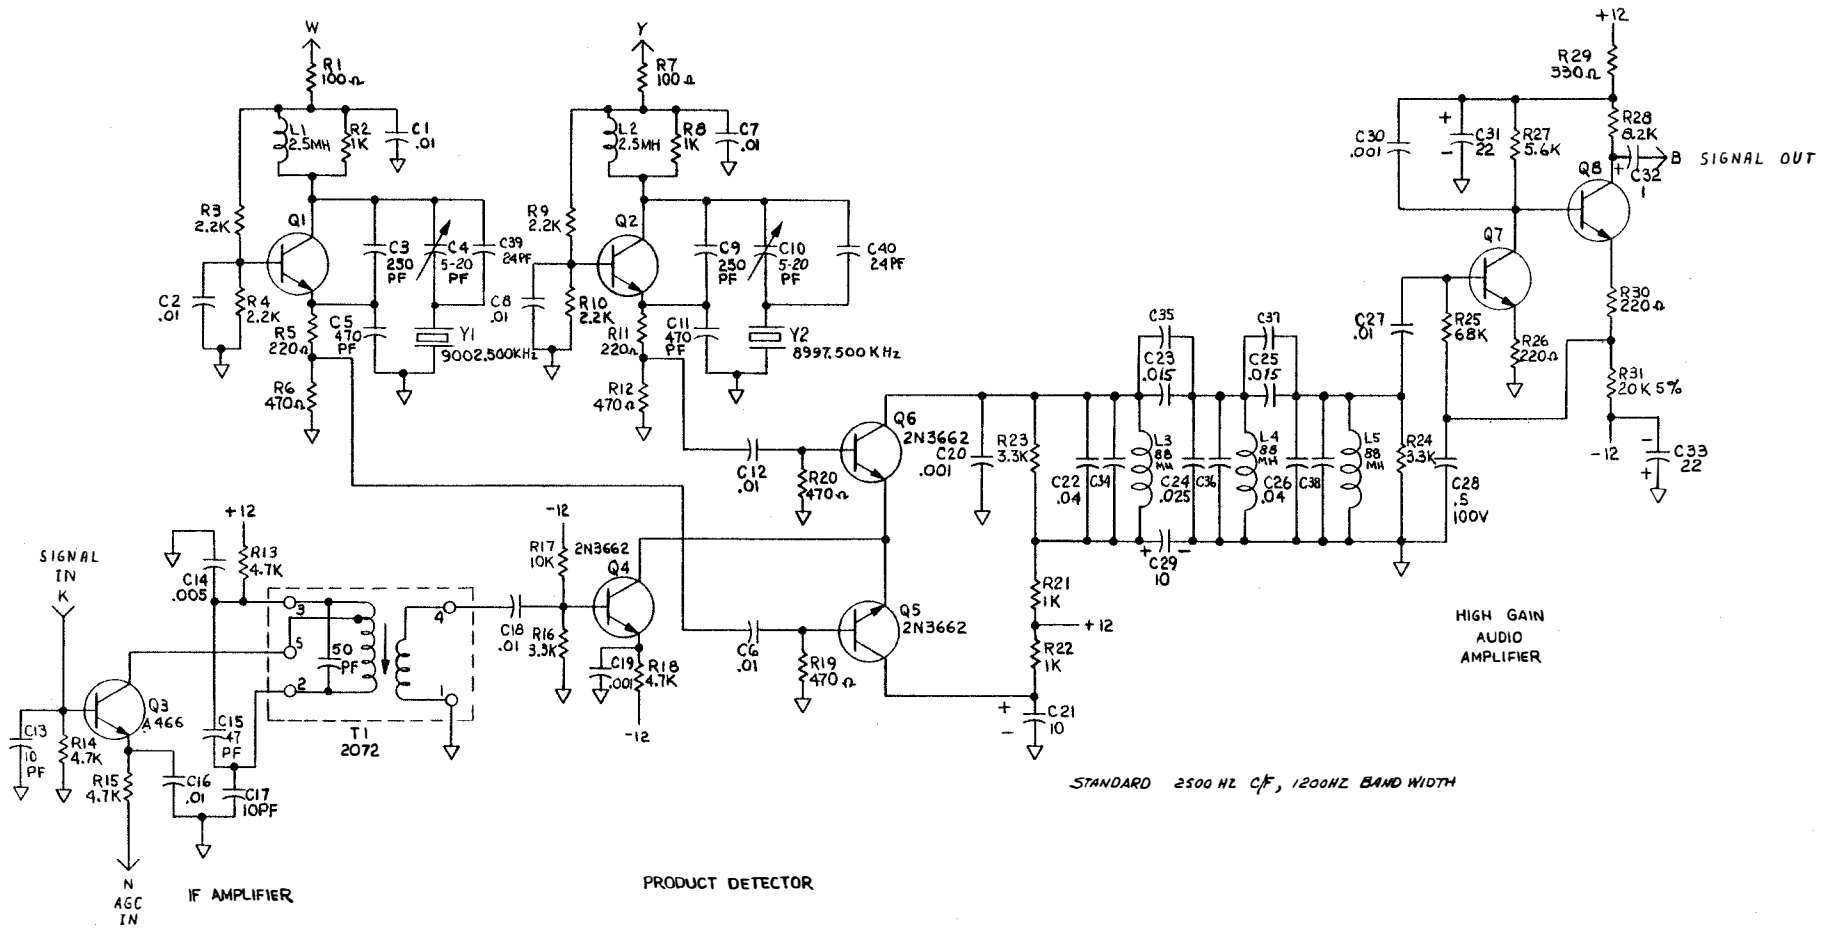 W
R1
100Ω
L1
2.5MH
R2
1K
C1
.01
R3
2.2K
Q1
C3
250
PF
C4
5-20
PF
C39
24PF
C2
.01
R4
2.2K
R5
220Ω
C5
470
PF
Y1
9002.500KHz
R6
470Ω
Y
R7
100Ω
L2
2.5MH
R8
1K
C7
.01
R9
2.2K
Q2
C9
250
PF
C10
5-20
PF
C40
24PF
C8
.01
R10
2.2K
R11
220Ω
C11
470
PF
Y2
8997.500KHz
R12
470Ω
C12
.01
R20
470Ω
Q6
2N3662
C20
.001
R23
3.3K
C22
.04
C34
L3
88
MH
C35
C23
.015
C24
.025
C36
L4
88
MH
C37
C25
.015
C26
.04
C38
L5
88
MH
R24
3.3K
+
C29
10
-
C27
.01
R25
68K
C28
.5
100V
Q7
R26
220Ω
+12
R29
330Ω
C30
.001
+
C31
22
-
R27
5.6K
R28
8.2K
Q8
+
C32
1
B SIGNAL OUT
R30
220Ω
R31
20K 5%
-12
-
C33
22
+
SIGNAL
IN
K
C13
10
PF
R14
4.7K
Q3
A466
R15
4.7K
N
AGC
IN
C14
.005
+12
R13
4.7K
3
5
2
50
PF
4
1
T1
2072
C15
47
PF
C16
.01
C17
10PF
C18
.01
-12
R17
10K
R16
3.3K
2N3662
Q4
C19
.001
R18
4.7K
-12
C6
.01
R19
470Ω
Q5
2N3662
R21
1K
+12
R22
1K
+
C21
10
-
HIGH GAIN
AUDIO
AMPLIFIER
STANDARD 2500 HZ C/F, 1200HZ BAND WIDTH
IF AMPLIFIER
PRODUCT DETECTOR